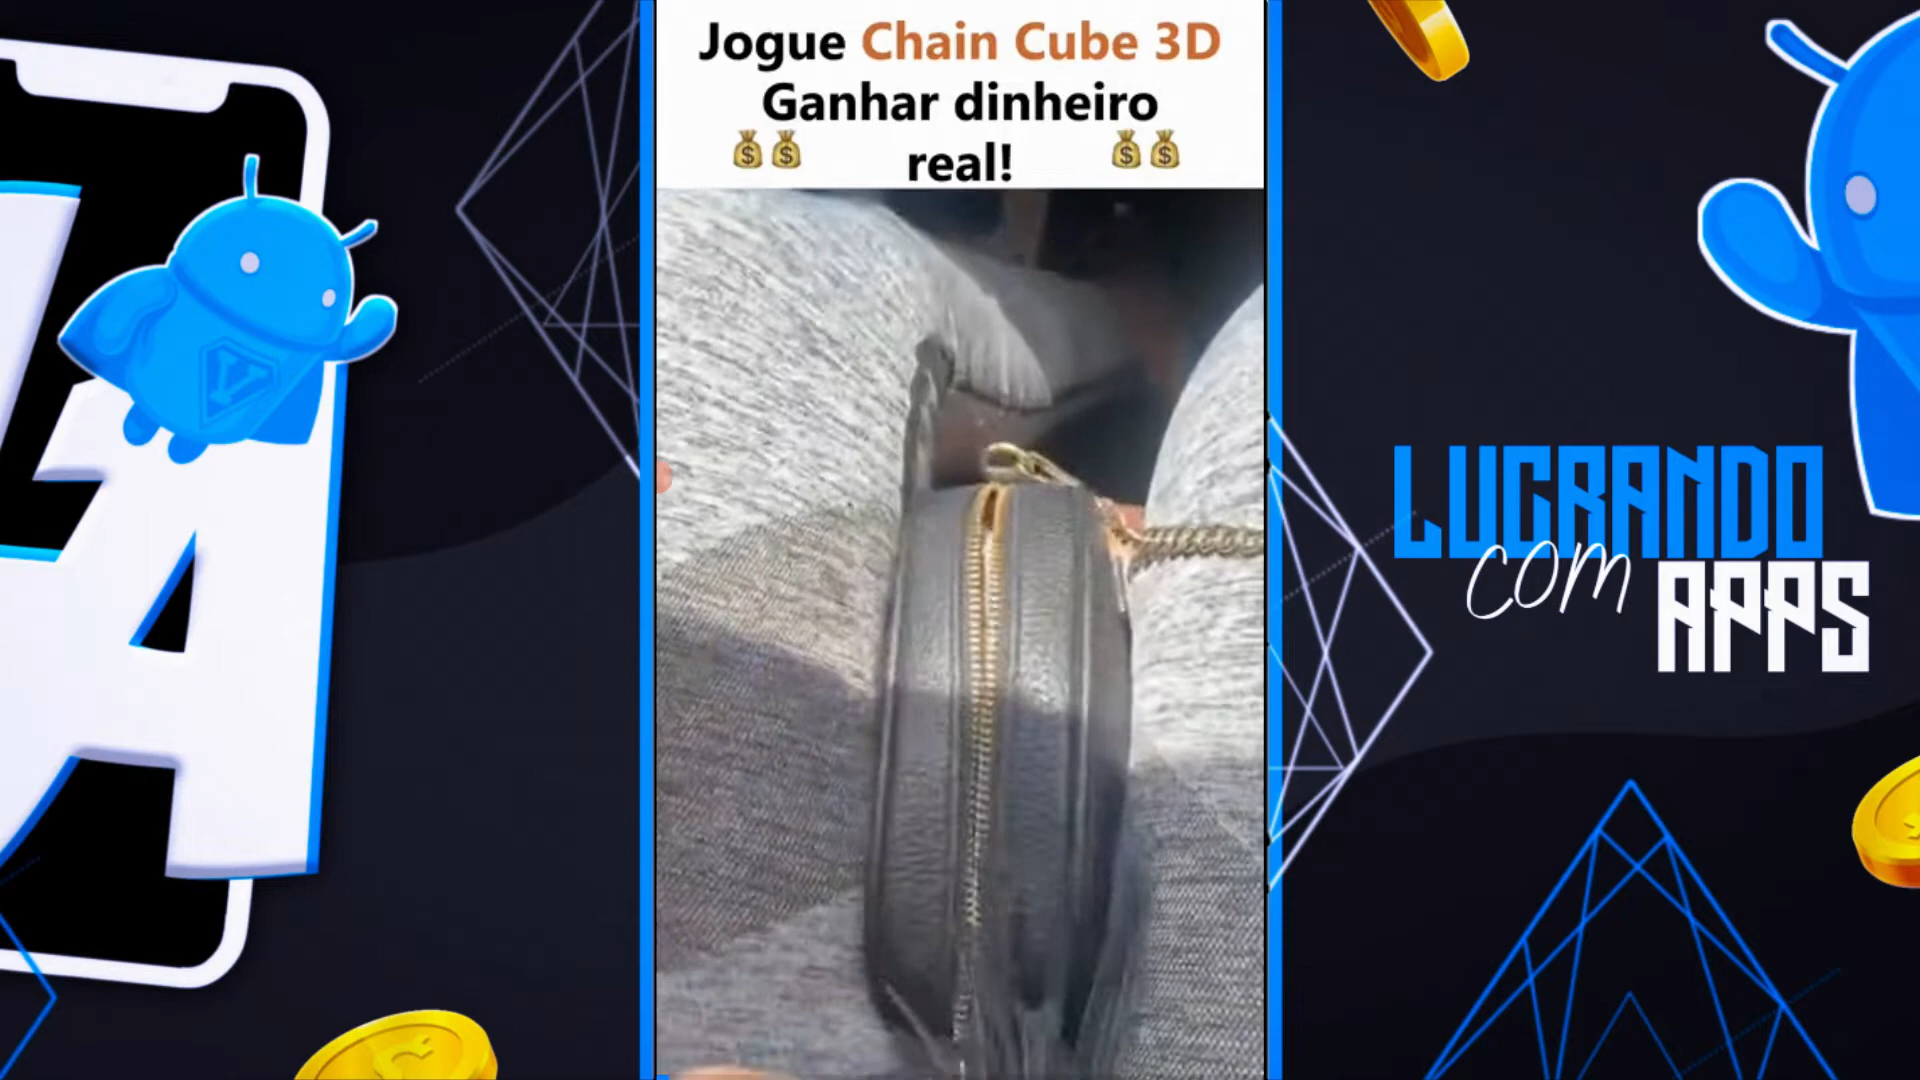 Jogue Chain Cube 3D
Ganhar dinheiro
real!
LUCRANDO
com
APPS